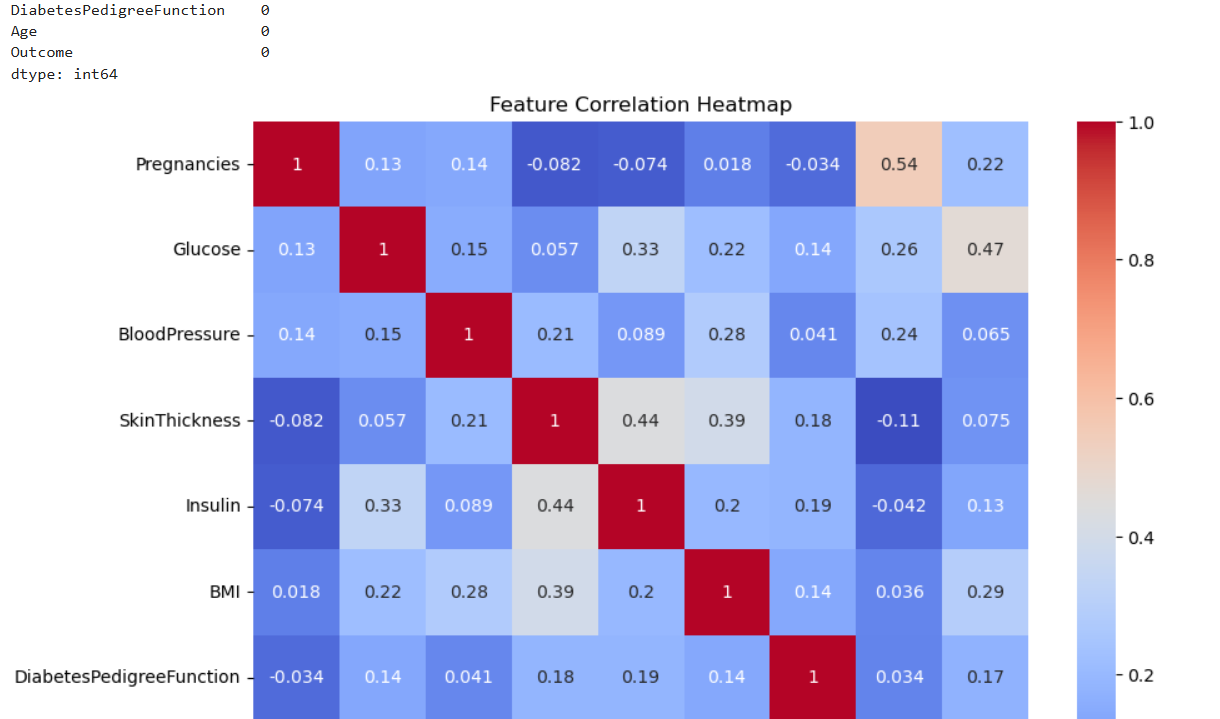 DiabetesPedigreeFunction 0
Age 0
Outcome 0
dtype: int64
Feature Correlation Heatmap
Pregnancies 1 0.13 0.14 -0.082 -0.074 0.018 -0.034 0.54 0.22
Glucose 0.13 1 0.15 0.057 0.33 0.22 0.14 0.26 0.47
BloodPressure 0.14 0.15 1 0.21 0.089 0.28 0.041 0.24 0.065
SkinThickness -0.082 0.057 0.21 1 0.44 0.39 0.18 -0.11 0.075
Insulin -0.074 0.33 0.089 0.44 1 0.2 0.19 -0.042 0.13
BMI 0.018 0.22 0.28 0.39 0.2 1 0.14 0.036 0.29
DiabetesPedigreeFunction -0.034 0.14 0.041 0.18 0.19 0.14 1 0.034 0.17
1.0
0.8
0.6
0.4
0.2